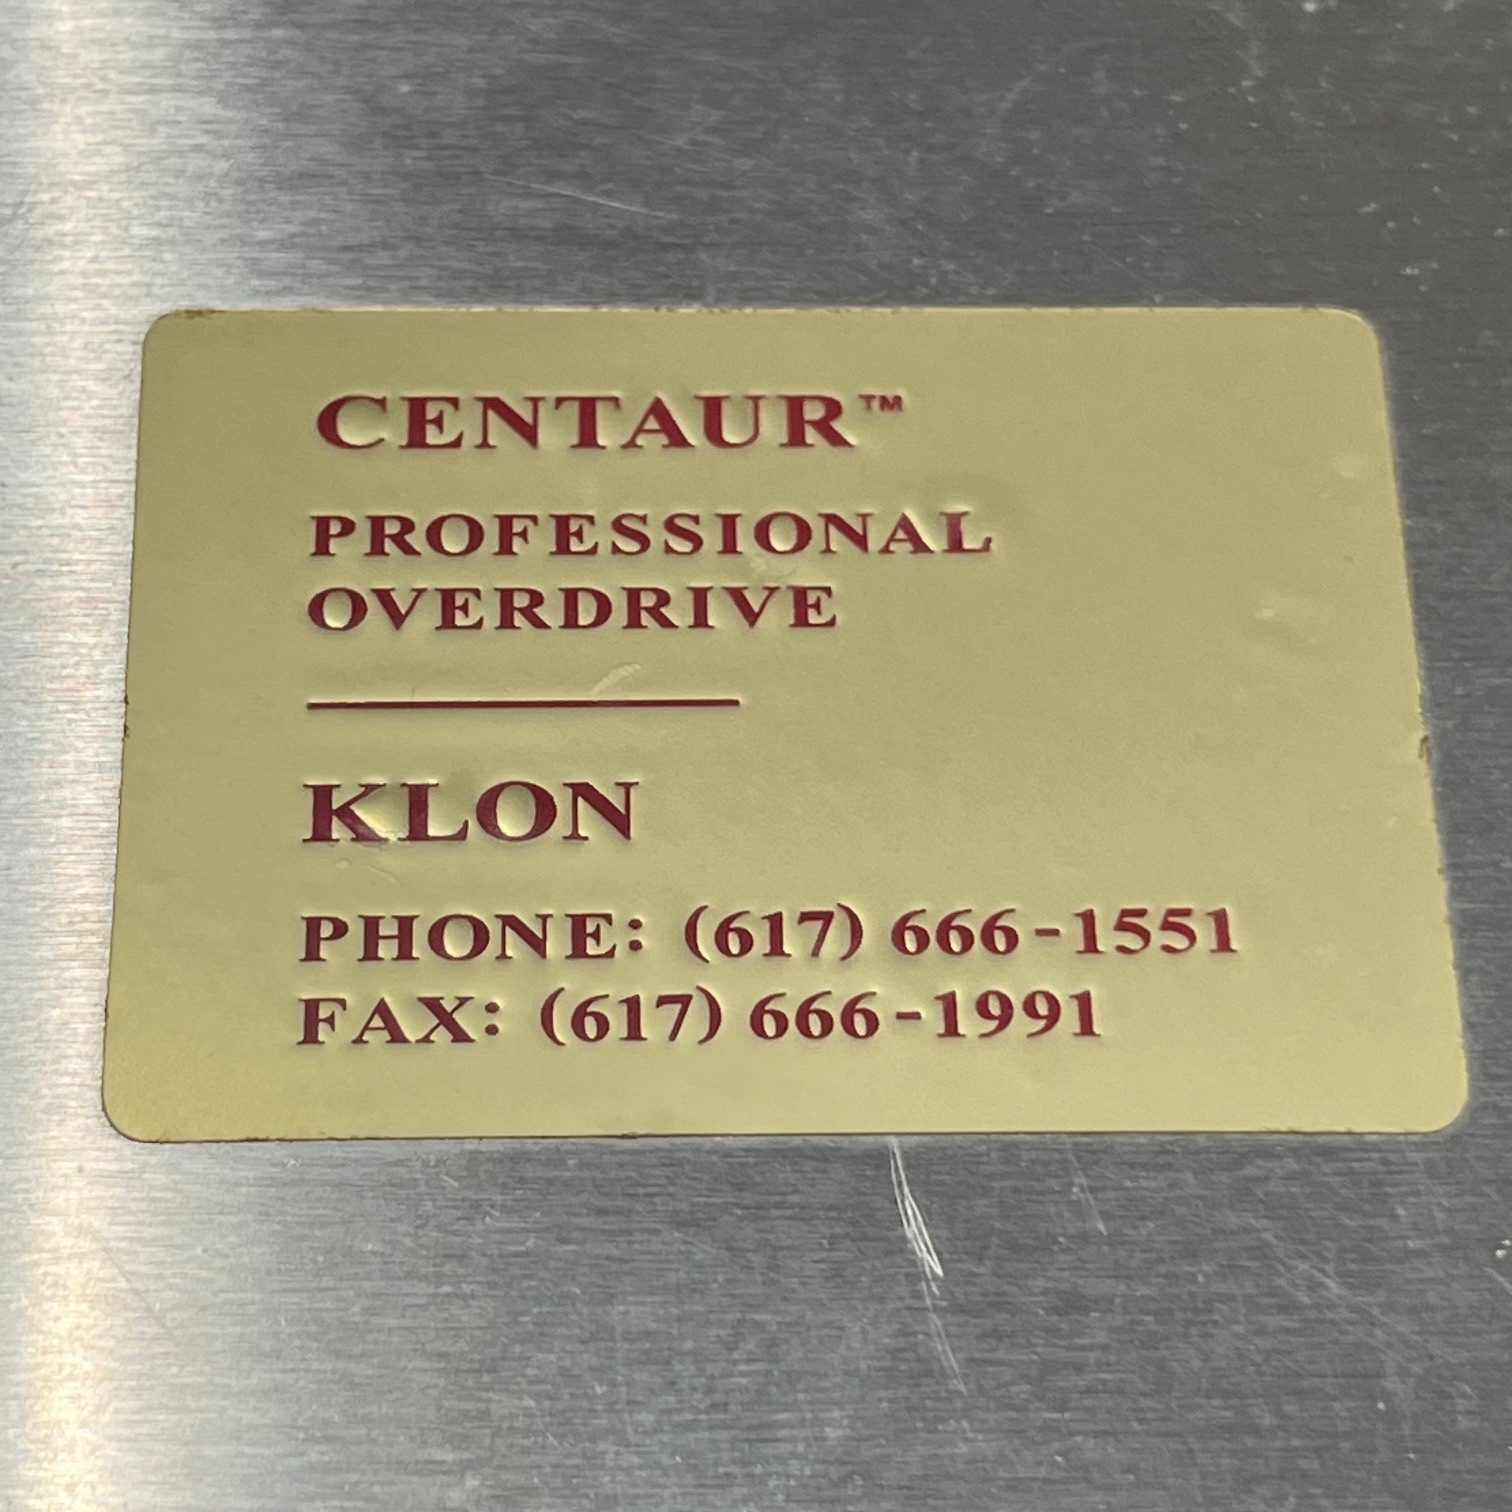 CENTAUR™
PROFESSIONAL
OVERDRIVE
KLON
PHONE: (617) 666-1551
FAX: (617) 666-1991